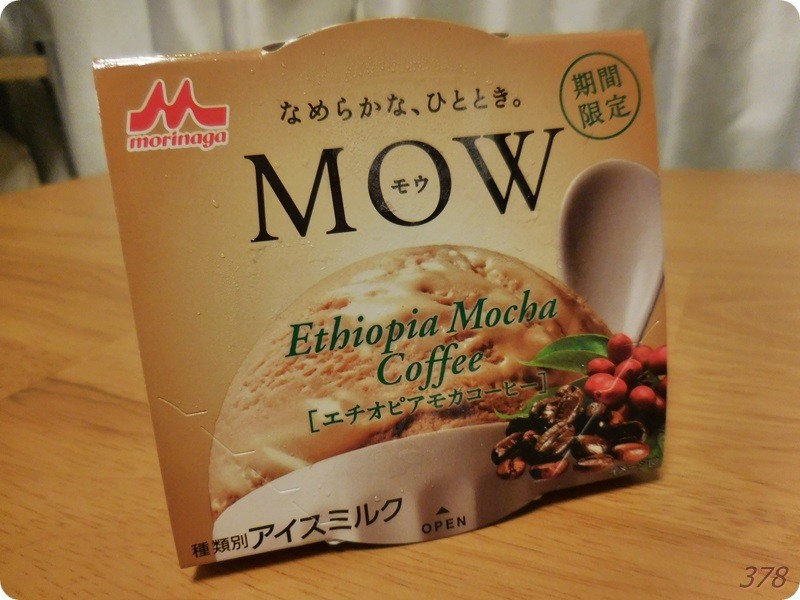 morinaga
なめらかな、ひととき。
期間
限定
MOW
モウ
Ethiopia Mocha
Coffee
[エチオピアモカコーヒー]
種類別アイスミルク
OPEN
378